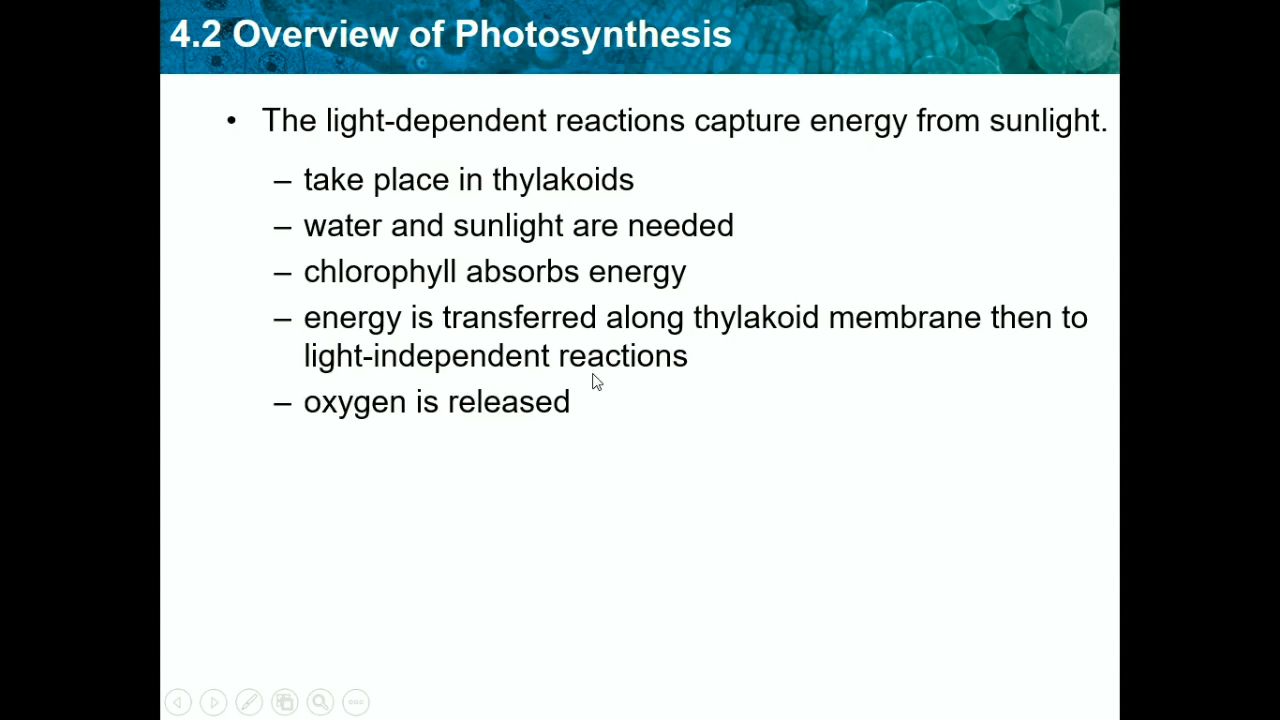 4.2 Overview of Photosynthesis
• The light-dependent reactions capture energy from sunlight.
– take place in thylakoids
– water and sunlight are needed
– chlorophyll absorbs energy
– energy is transferred along thylakoid membrane then to
light-independent reactions
– oxygen is released